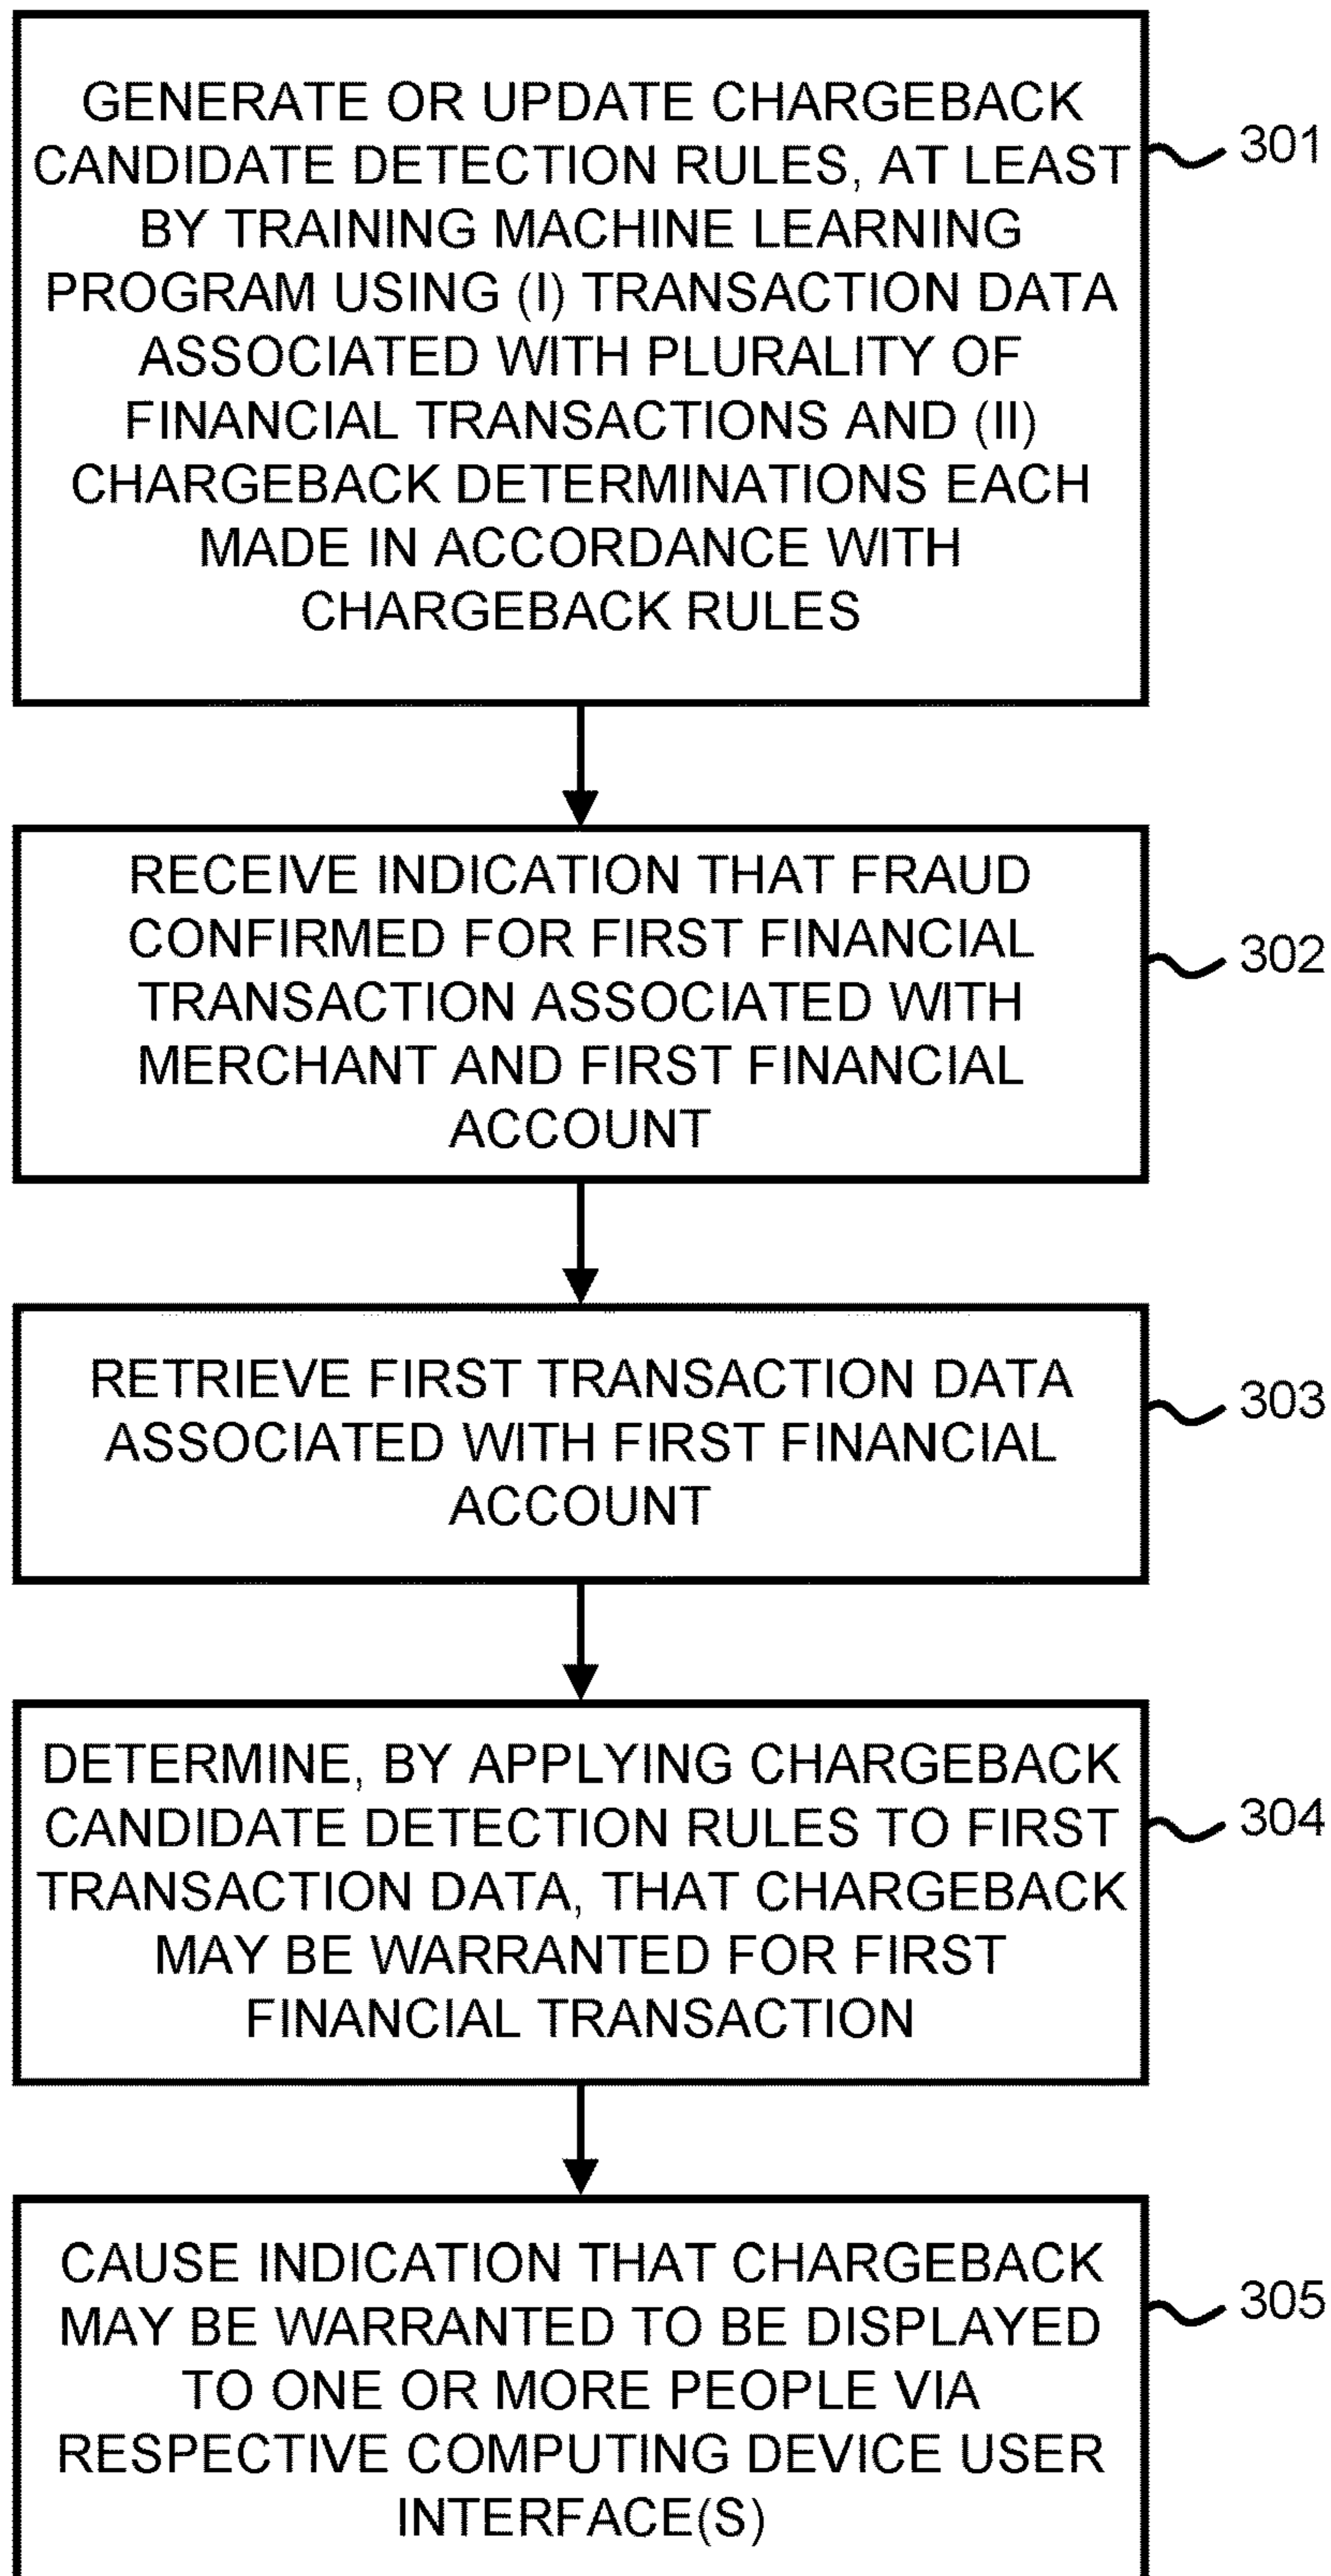 GENERATE OR UPDATE CHARGEBACK
CANDIDATE DETECTION RULES, AT LEAST
BY TRAINING MACHINE LEARNING
PROGRAM USING (I) TRANSACTION DATA
ASSOCIATED WITH PLURALITY OF
FINANCIAL TRANSACTIONS AND (II)
CHARGEBACK DETERMINATIONS EACH
MADE IN ACCORDANCE WITH
CHARGEBACK RULES
301
RECEIVE INDICATION THAT FRAUD
CONFIRMED FOR FIRST FINANCIAL
TRANSACTION ASSOCIATED WITH
MERCHANT AND FIRST FINANCIAL
ACCOUNT
302
RETRIEVE FIRST TRANSACTION DATA
ASSOCIATED WITH FIRST FINANCIAL
ACCOUNT
303
DETERMINE, BY APPLYING CHARGEBACK
CANDIDATE DETECTION RULES TO FIRST
TRANSACTION DATA, THAT CHARGEBACK
MAY BE WARRANTED FOR FIRST
FINANCIAL TRANSACTION
304
CAUSE INDICATION THAT CHARGEBACK
MAY BE WARRANTED TO BE DISPLAYED
TO ONE OR MORE PEOPLE VIA
RESPECTIVE COMPUTING DEVICE USER
INTERFACE(S)
305